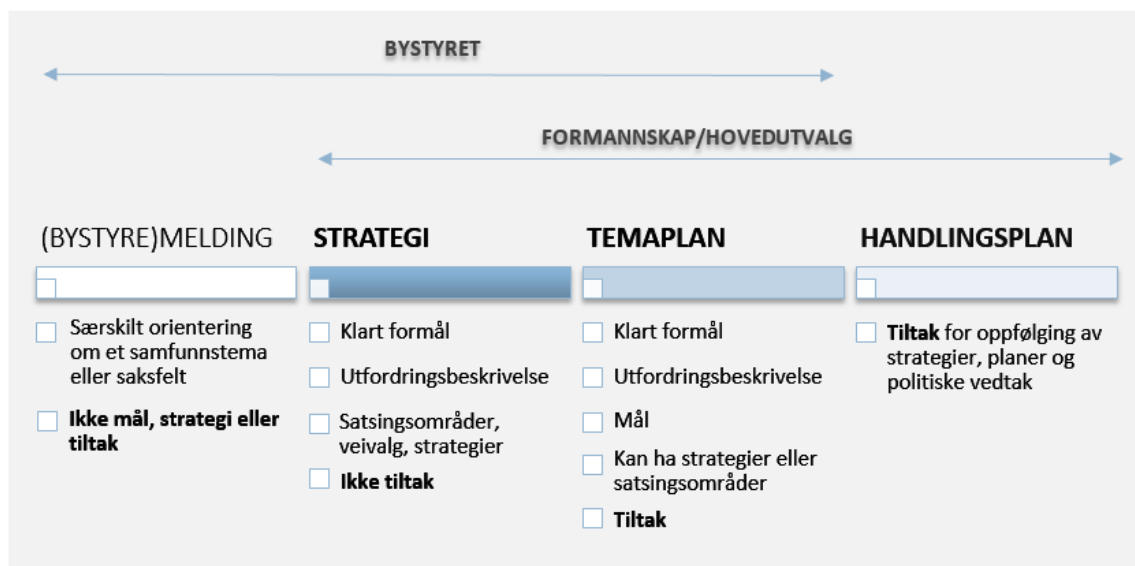 BYSTYRET
FORMANNSKAP/HOVEDUTVALG
(BYSTYRE)MELDING
Særskilt orientering
om et samfunnstema
eller saksfelt
Ikke mål, strategi eller
tiltak
STRATEGI
Klart formål
Utfordringsbeskrivelse
Satsingsområder,
veivalg, strategier
Ikke tiltak
TEMAPLAN
Klart formål
Utfordringsbeskrivelse
Mål
Kan ha strategier eller
satsingsområder
Tiltak
HANDLINGSPLAN
Tiltak for oppfølging av
strategier, planer og
politiske vedtak